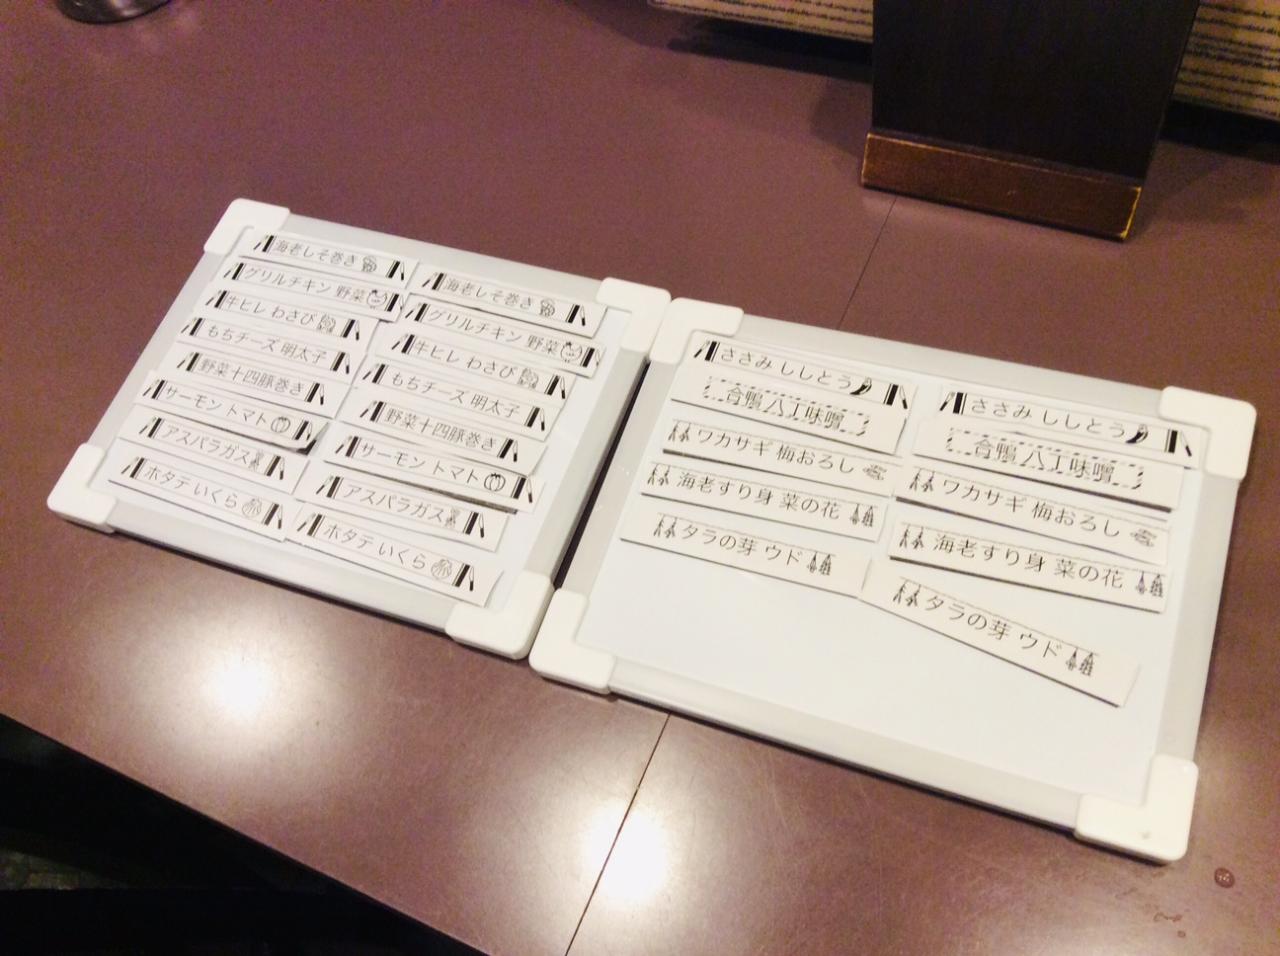 海老しそ巻き
グリルチキン 野菜
牛ヒレ わさび
もちチーズ 明太子
野菜十四豚巻き
サーモン トマト
アスパラガス
ホタテ いくら
海老しそ巻き
グリルチキン 野菜
牛ヒレ わさび
もちチーズ 明太子
野菜十四豚巻き
サーモン トマト
アスパラガス
ホタテ いくら
ささみ ししとう
合鴨 八丁味噌
ワカサギ 梅おろし
海老すり身 菜の花
タラの芽 ウド
ささみ ししとう
合鴨 八丁味噌
ワカサギ 梅おろし
海老すり身 菜の花
タラの芽 ウド